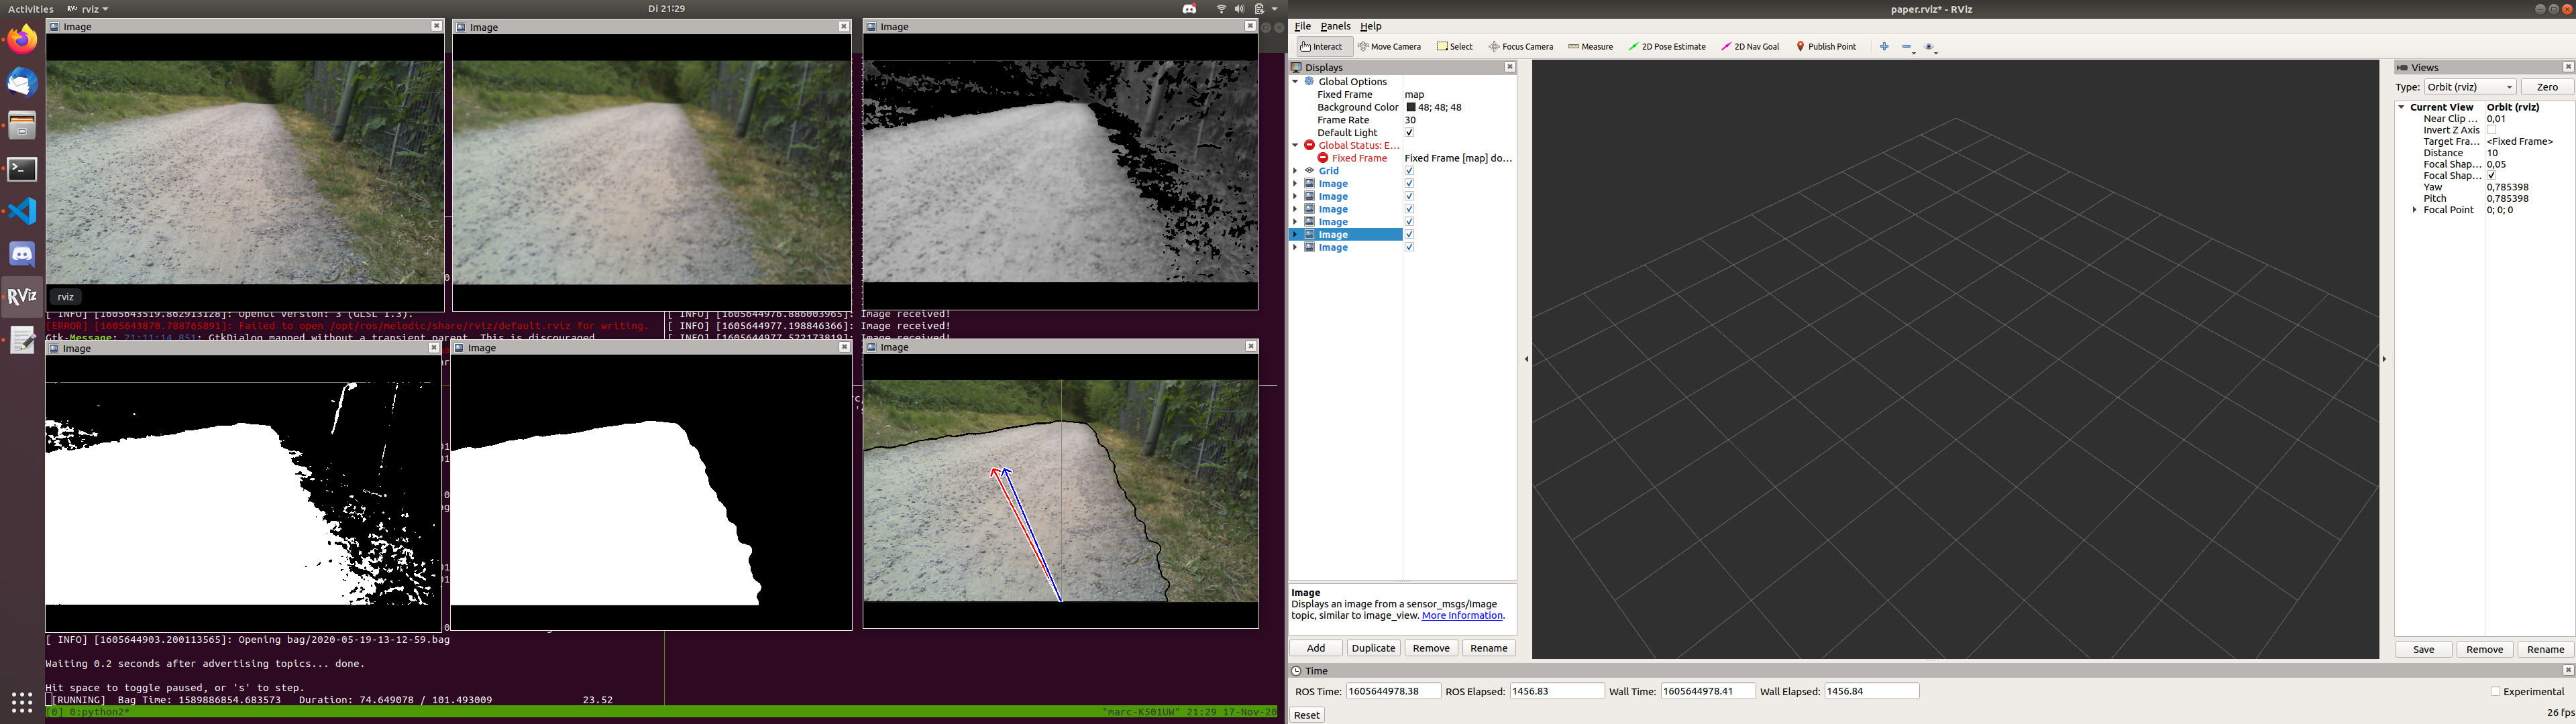 Activities
rviz
Di 21:29
Image
Image
Image
rviz
[ INFO] [1605643519.862913128]: OpenGl version: 3 (GLSL 1.3).
[ERROR] [1605643870.788765891]: Failed to open /opt/ros/melodic/share/rviz/default.rviz for writing.
Gtk-Message: 21:11:14.051: GtkDialog mapped without a transient parent. This is discouraged.
[ INFO] [1605644976.886003965]: Image received!
[ INFO] [1605644977.198846366]: Image received!
[ INFO] [1605644977.522173819]: Image received!
Image
Image
Image
[ INFO] [1605644903.200113565]: Opening bag/2020-05-19-13-12-59.bag
Waiting 0.2 seconds after advertising topics... done.
Hit space to toggle paused, or 's' to step.
[RUNNING]  Bag Time: 1589886854.683573   Duration: 74.649078 / 101.493009               23.52
[0] 0:python2*
"marc-KS01UW" 21:29 17-Nov-20
paper.rviz* - RViz
File Panels Help
Interact Move Camera Select Focus Camera Measure 2D Pose Estimate 2D Nav Goal Publish Point
Displays
Global Options
Fixed Frame map
Background Color 48; 48; 48
Frame Rate 30
Default Light
Global Status: E...
Fixed Frame Fixed Frame [map] do...
Grid
Image
Image
Image
Image
Image
Image
Image
Displays an image from a sensor_msgs/Image
topic, similar to image_view. More Information.
Add Duplicate Remove Rename
Views
Type: Orbit (rviz) Zero
Current View Orbit (rviz)
Near Clip ... 0,01
Invert Z Axis
Target Fra... <Fixed Frame>
Distance 10
Focal Shap... 0,05
Focal Shap...
Yaw 0,785398
Pitch 0,785398
Focal Point 0; 0; 0
Save Remove Rename
Time
ROS Time: 1605644978.38 ROS Elapsed: 1456.83 Wall Time: 1605644978.41 Wall Elapsed: 1456.84 Experimental
Reset 26 fps